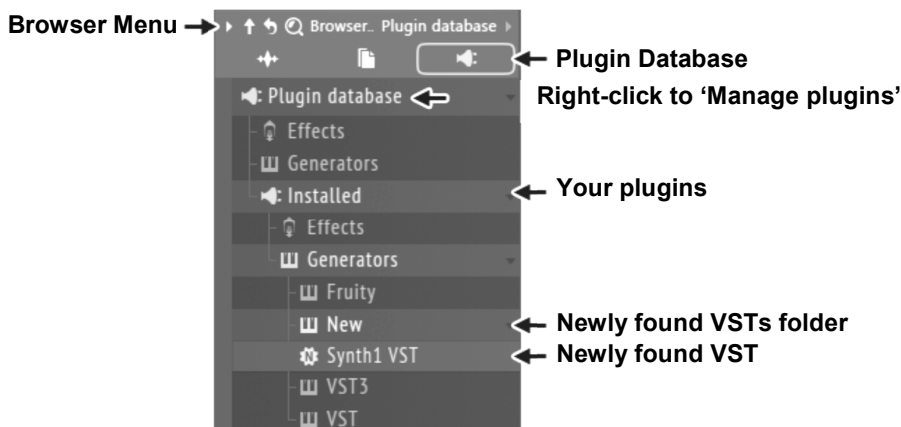 Browser Menu
Browser.. Plugin database
Plugin Database
Plugin database
Right-click to ‘Manage plugins’
Effects
Generators
Installed
Your plugins
Effects
Generators
Fruity
New
Newly found VSTs folder
Synth1 VST
Newly found VST
VST3
VST